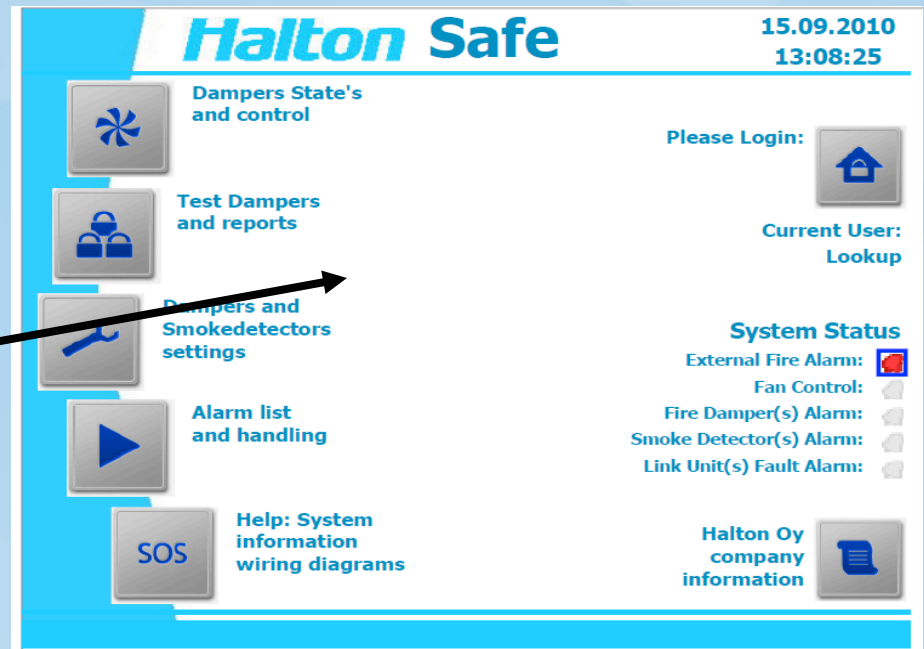 Halton Safe
15.09.2010
13:08:25
Dampers State's
and control
Please Login:
Test Dampers
and reports
Current User:
Lookup
Dampers and
Smokedetectors
settings
System Status
External Fire Alarm:
Fan Control:
Fire Damper(s) Alarm:
Smoke Detector(s) Alarm:
Link Unit(s) Fault Alarm:
Alarm list
and handling
SOS
Help: System
information
wiring diagrams
Halton Oy
company
information